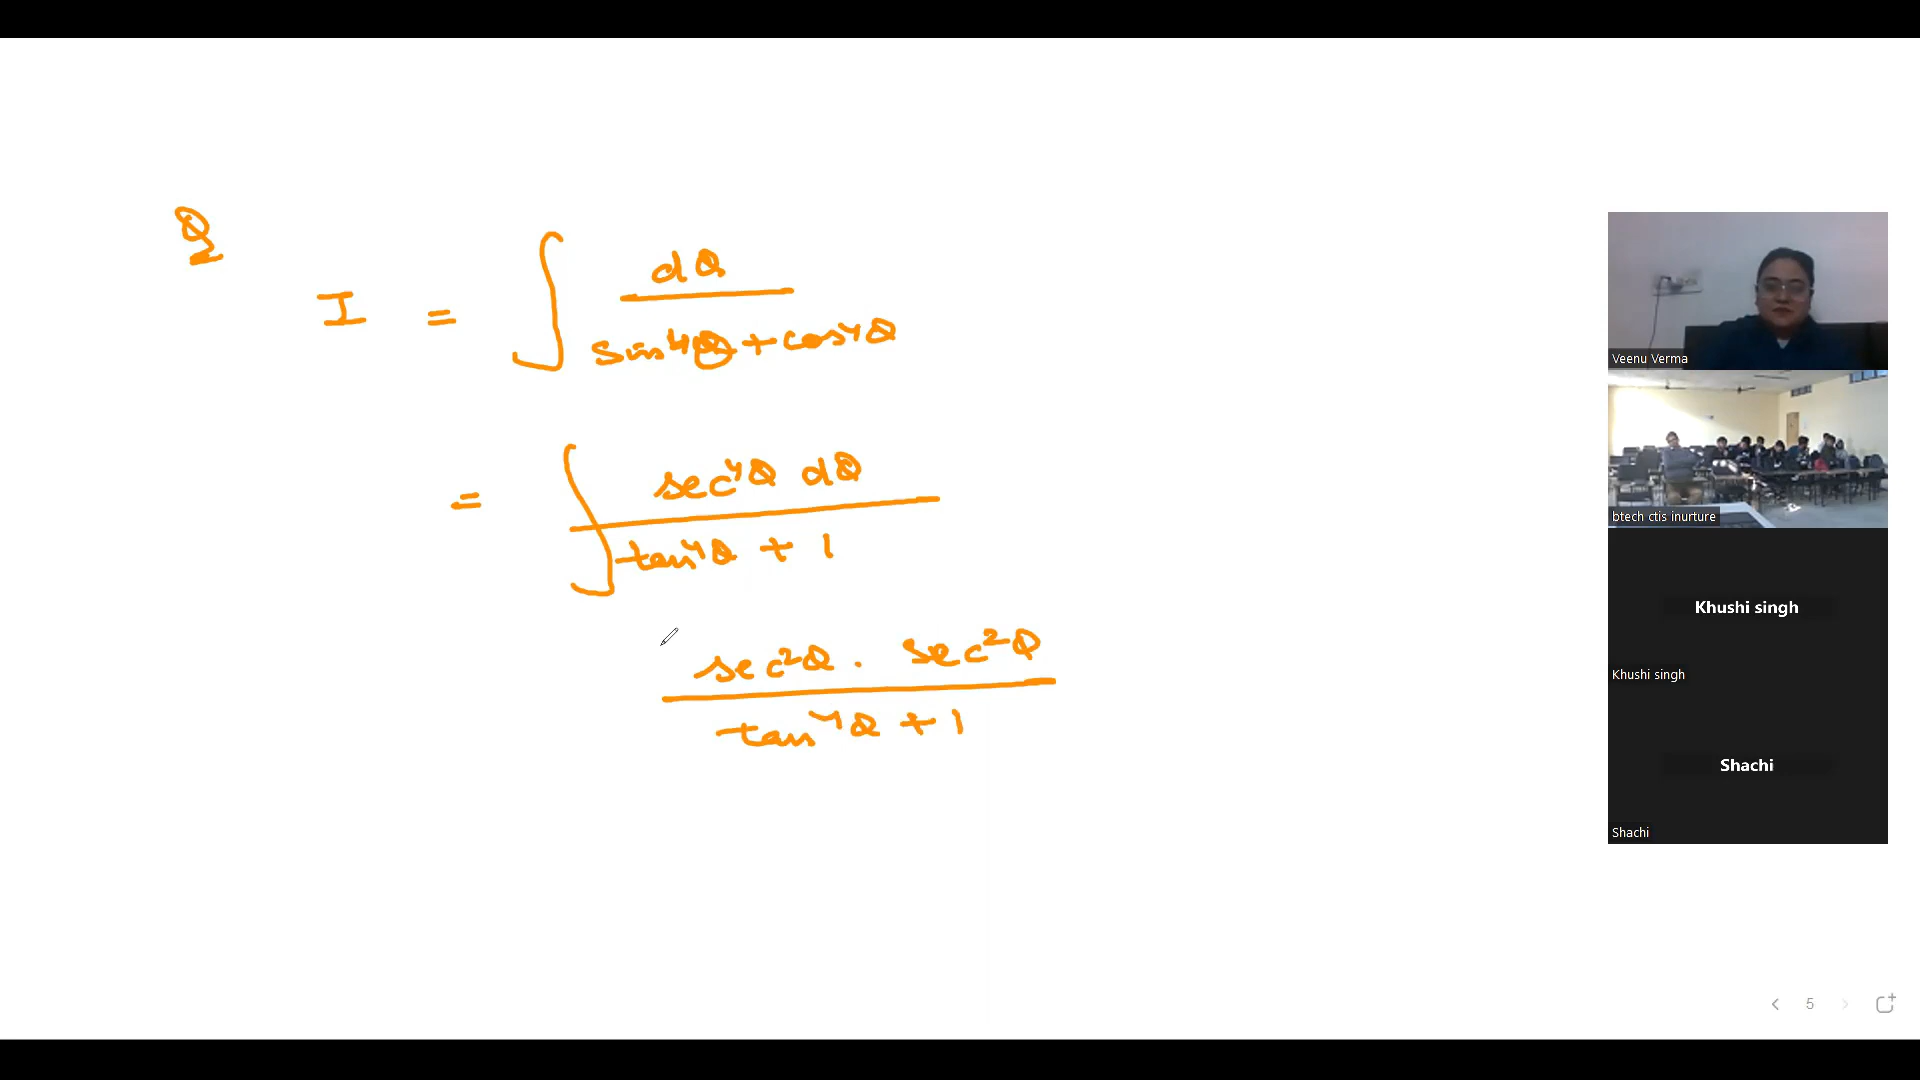 Q
I = ∫ dθ / sin⁴θ + cos⁴θ
= ∫ sec⁴θ dθ / tan⁴θ + 1
sec²θ . sec²θ / tan⁴θ + 1
Veenu Verma
btech ctis inurture
Khushi singh
Khushi singh
Shachi
Shachi
5